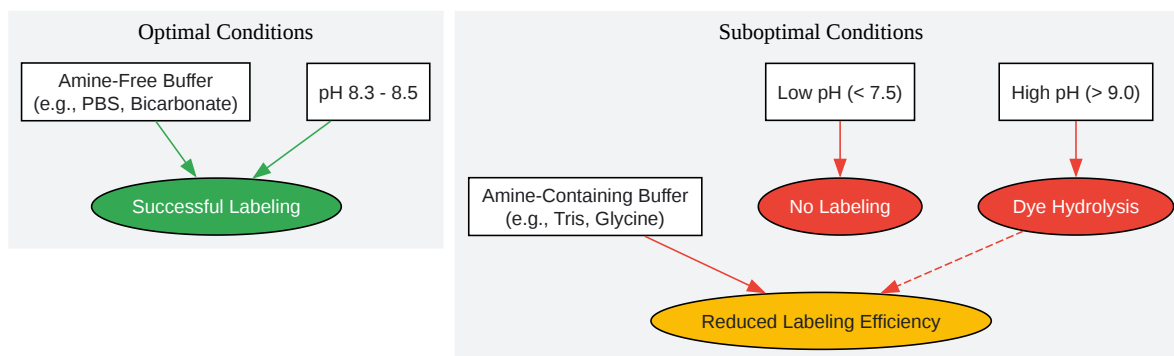 Optimal Conditions
Amine-Free Buffer
(e.g., PBS, Bicarbonate)
pH 8.3 - 8.5
Successful Labeling
Suboptimal Conditions
Low pH (< 7.5)
High pH (> 9.0)
Amine-Containing Buffer
(e.g., Tris, Glycine)
No Labeling
Dye Hydrolysis
Reduced Labeling Efficiency